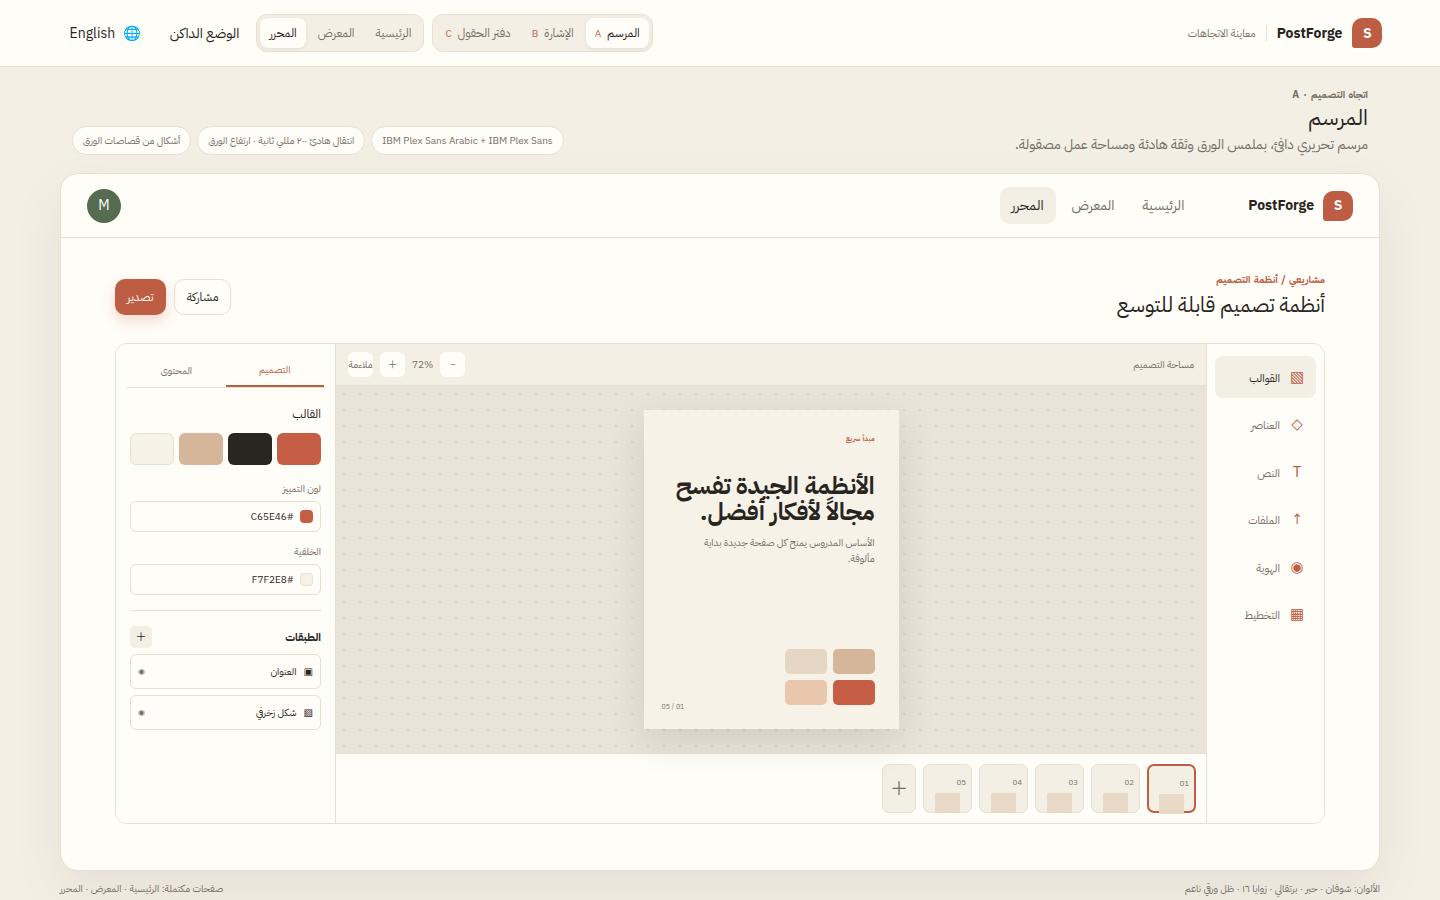 S PostForge معاينة الاتجاهات
المرسم A الإشارة B دفتر الحقول C
الرئيسية المعرض المحرر
الوضع الداكن
🌐 English
اتجاه التصميم · A
المرسم
مرسم تحريري دافئ، بملمس الورق وثقة هادئة ومساحة عمل مصقولة.
IBM Plex Sans Arabic + IBM Plex Sans
انتقال هادئ ٢٠٠ مللي ثانية · ارتفاع الورق
أشكال من قصاصات الورق
S PostForge
الرئيسية المعرض المحرر
M
مشاريعي / أنظمة التصميم
أنظمة تصميم قابلة للتوسع
مشاركة تصدير
القوالب
العناصر
T النص
↑ الملفات
الهوية
التخطيط
مساحة التصميم
− 72% + ملاءمة
مبدأ سريع
الأنظمة الجيدة تفسح
مجالاً لأفكار أفضل.
الأساس المدروس يمنح كل صفحة جديدة بداية
مألوفة.
05 / 01
01 02 03 04 05 +
التصميم المحتوى
القالب
لون التمييز
C65E46#
الخلفية
F7F2E8#
الطبقات +
العنوان
شكل زخرفي
الألوان: شوفان · حبر · برتقالي · زوايا ١٦ · ظل ورقي ناعم
صفحات مكتملة: الرئيسية · المعرض · المحرر